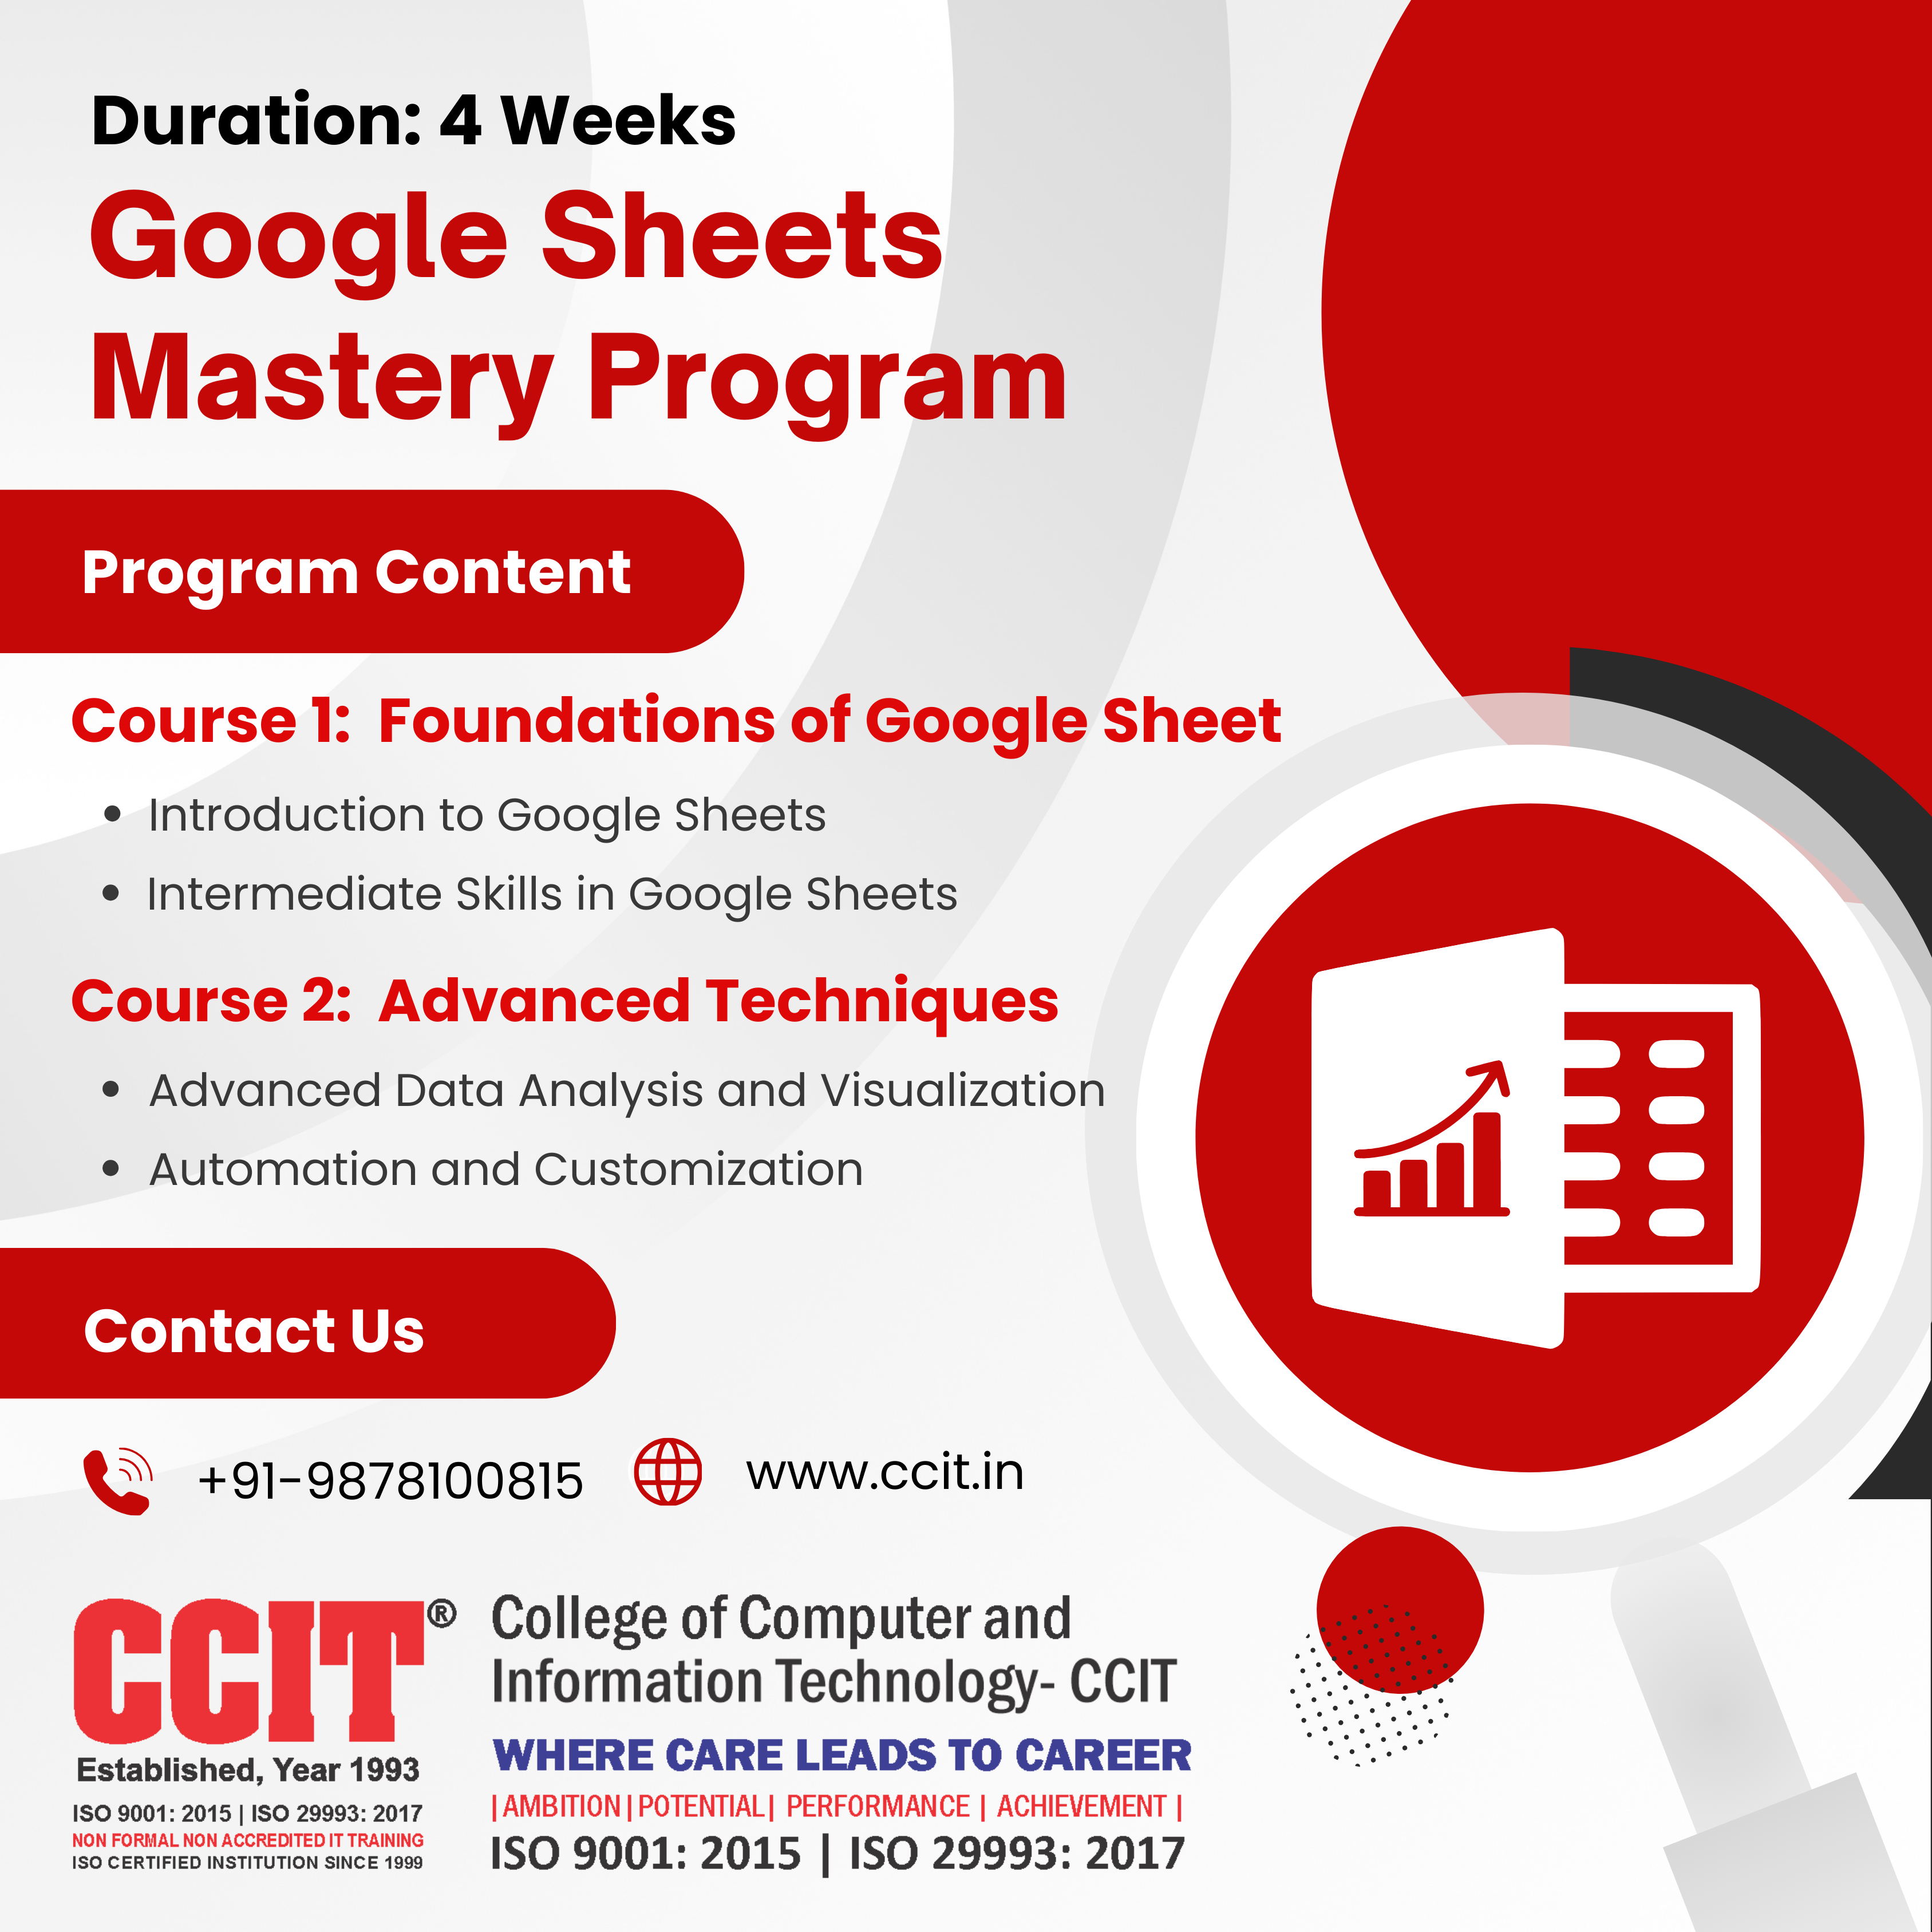 Duration: 4 Weeks
Google Sheets
Mastery Program
Program Content
Course 1: Foundations of Google Sheet
• Introduction to Google Sheets
• Intermediate Skills in Google Sheets
Course 2: Advanced Techniques
• Advanced Data Analysis and Visualization
• Automation and Customization
Contact Us
+91-9878100815
www.ccit.in
CCIT®
Established, Year 1993
ISO 9001: 2015 | ISO 29993: 2017
NON FORMAL NON ACCREDITED IT TRAINING
ISO CERTIFIED INSTITUTION SINCE 1999
College of Computer and
Information Technology- CCIT
WHERE CARE LEADS TO CAREER
| AMBITION | POTENTIAL | PERFORMANCE | ACHIEVEMENT |
ISO 9001: 2015 | ISO 29993: 2017